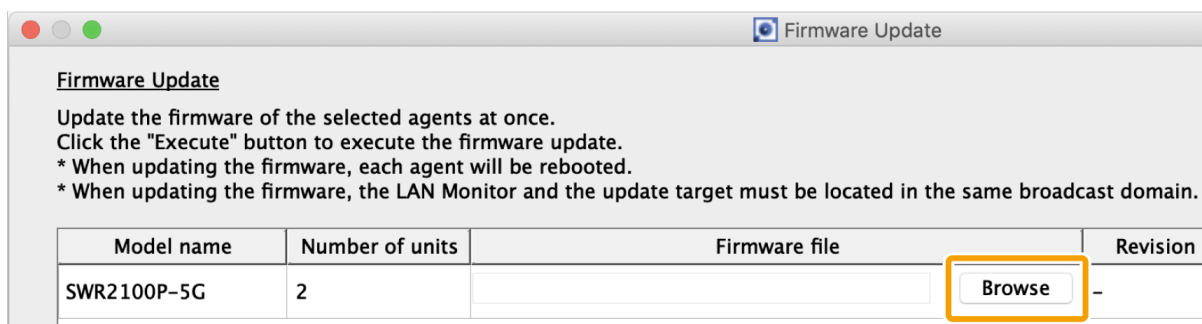 Firmware Update
Firmware Update
Update the firmware of the selected agents at once.
Click the "Execute" button to execute the firmware update.
* When updating the firmware, each agent will be rebooted.
* When updating the firmware, the LAN Monitor and the update target must be located in the same broadcast domain.
Model name Number of units Firmware file Revision
SWR2100P-5G 2 Browse -